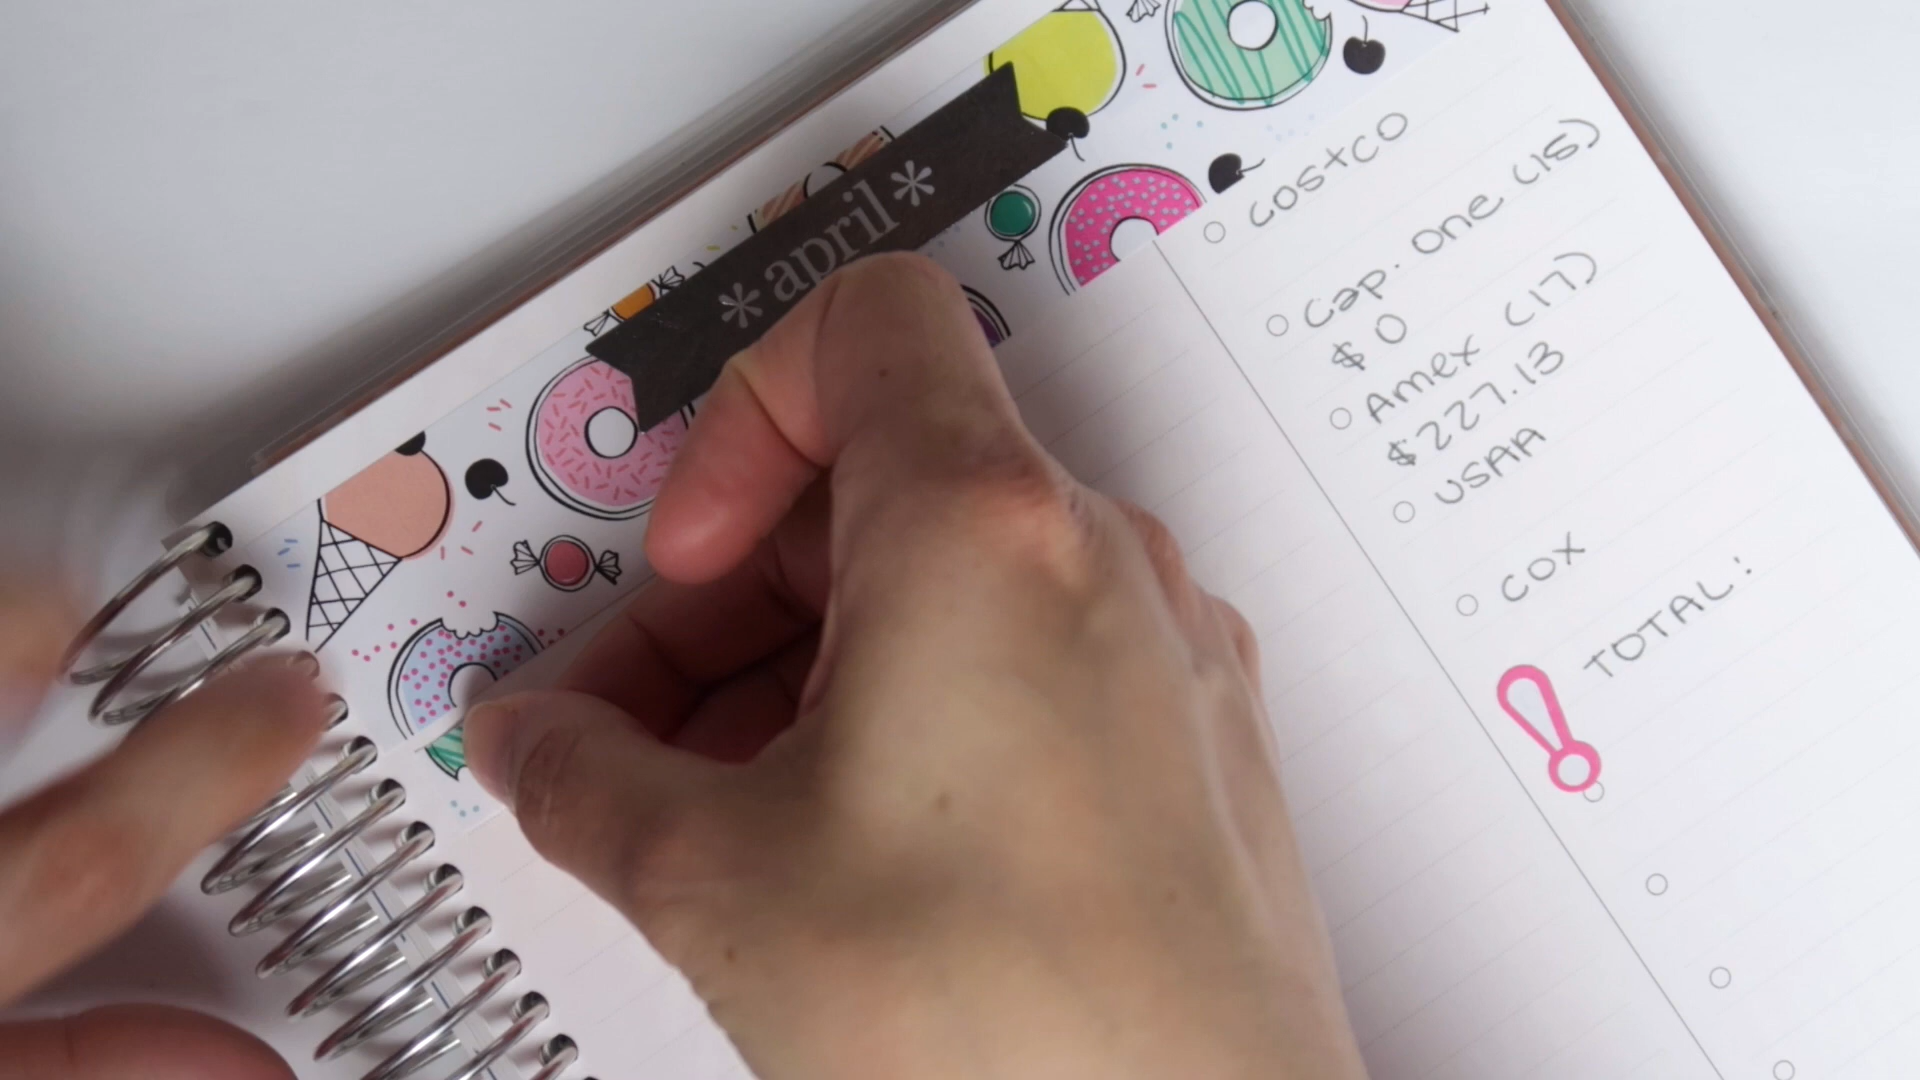 *april*
COSTCO
Cap. One (15)
$ 0
Amex (17)
$227.13
USAA
COX
TOTAL: